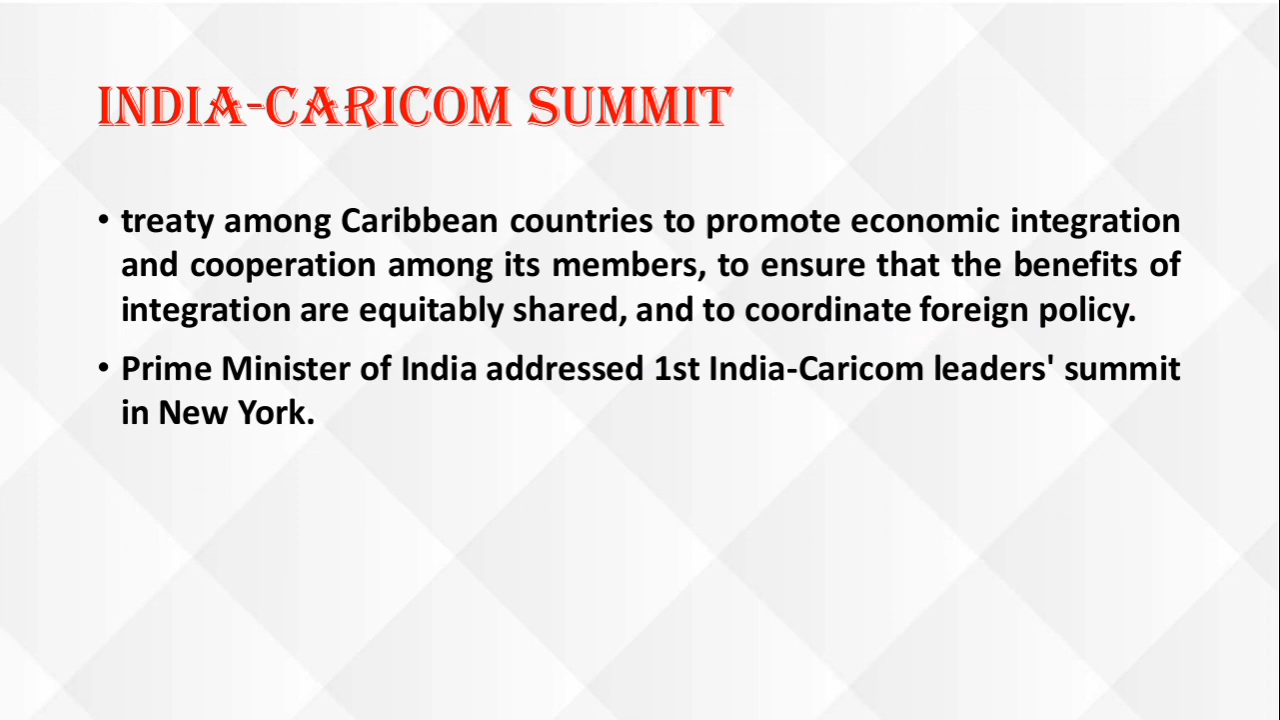 INDIA-CARICOM SUMMIT
• treaty among Caribbean countries to promote economic integration
and cooperation among its members, to ensure that the benefits of
integration are equitably shared, and to coordinate foreign policy.
• Prime Minister of India addressed 1st India-Caricom leaders' summit
in New York.